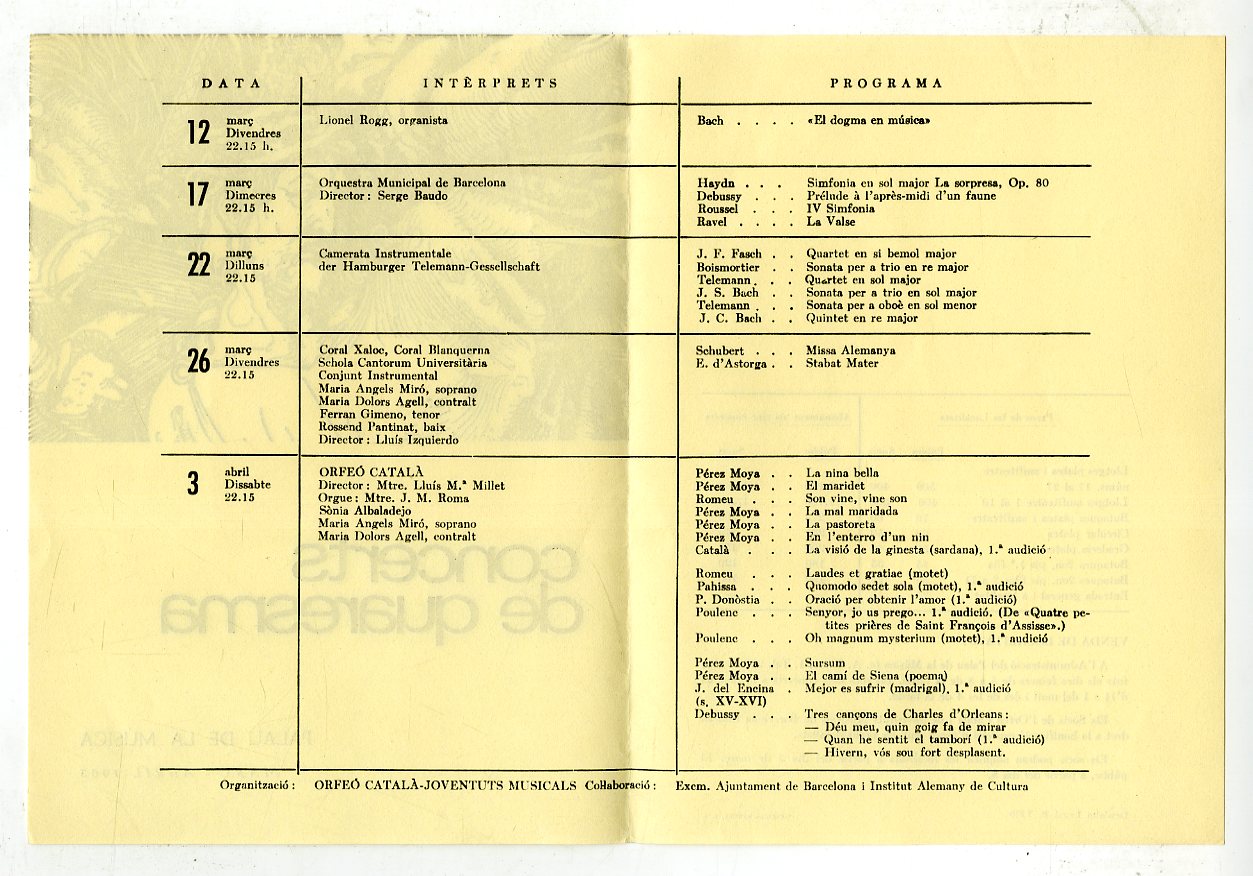 DATA INTÈRPRETS PROGRAMA
12 març
Divendres
22.15 h.
Lionel Rogg, organista
Bach . . . . «El dogma en música»
17 març
Dimecres
22.15 h.
Orquestra Municipal de Barcelona
Director : Serge Baudo
Haydn . . . Simfonia en sol major La sorpresa, Op. 80
Debussy . . . Prélude à l'après-midi d'un faune
Roussel . . . IV Simfonia
Ravel . . . . La Valse
22 març
Dilluns
22.15
Camerata Instrumentale
der Hamburger Telemann-Gessellschaft
J. F. Fasch . . Quartet en si bemol major
Boismortier . . Sonata per a trio en re major
Telemann . . . Quartet en sol major
J. S. Bach . . Sonata per a trio en sol major
Telemann . . . Sonata per a oboè en sol menor
J. C. Bach . . Quintet en re major
26 març
Divendres
22.15
Coral Xaloc, Coral Blanquerna
Schola Cantorum Universitària
Conjunt Instrumental
Maria Angels Miró, soprano
Maria Dolors Agell, contralt
Ferran Gimeno, tenor
Rossend Pantinat, baix
Director : Lluís Izquierdo
Schubert . . . Missa Alemanya
E. d'Astorga . . Stabat Mater
3 abril
Dissabte
22.15
ORFEÓ CATALÀ
Director : Mtre. Lluís M.ª Millet
Orgue : Mtre. J. M. Roma
Sònia Albaladejo
Maria Angels Miró, soprano
Maria Dolors Agell, contralt
Pérez Moya . . La nina bella
Pérez Moya . . El maridet
Romeu . . . Son vine, vine son
Pérez Moya . . La mal maridada
Pérez Moya . . La pastoreta
Pérez Moya . . En l'enterro d'un nin
Català . . . La visió de la ginesta (sardana), 1.ª audició
Romeu . . . Laudes et gratiae (motet)
Pahissa . . . Quomodo sedet sola (motet), 1.ª audició
P. Donòstia . . Oració per obtenir l'amor (1.ª audició)
Poulenc . . . Senyor, jo us prego... 1.ª audició. (De «Quatre pe-
tites prières de Saint François d'Assisse».)
Poulenc . . . Oh magnum mysterium (motet), 1.ª audició
Pérez Moya . . Sursum
Pérez Moya . . El camí de Siena (poema)
J. del Encina . Mejor es sufrir (madrigal), 1.ª audició
(s. XV-XVI)
Debussy . . . Tres cançons de Charles d'Orleans :
— Déu meu, quin goig fa de mirar
— Quan he sentit el tamborí (1.ª audició)
— Hivern, vós sou fort desplasent.
Organització : ORFEÓ CATALÀ-JOVENTUTS MUSICALS Col·laboració : Excm. Ajuntament de Barcelona i Institut Alemany de Cultura
concerts
de quaresma
PALAU DE LA MUSICA